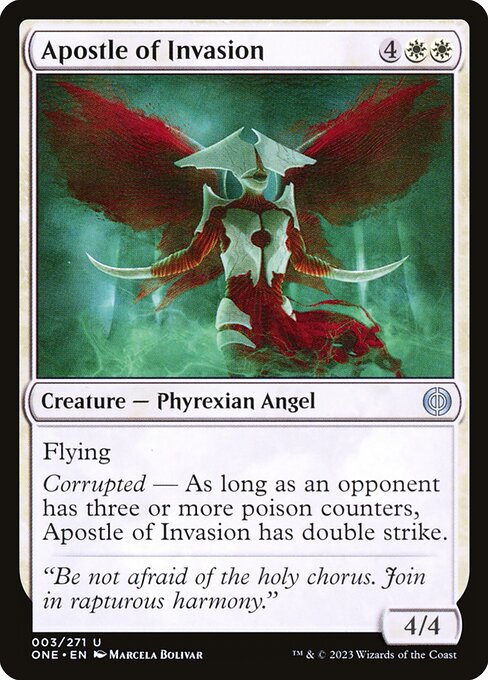 Apostle of Invasion 4
Creature — Phyrexian Angel
Flying
Corrupted — As long as an opponent
has three or more poison counters,
Apostle of Invasion has double strike.
“Be not afraid of the holy chorus. Join
in rapturous harmony.”
4/4
003/271 U
ONE • EN Marcela Bolivar ™ & © 2023 Wizards of the Coast